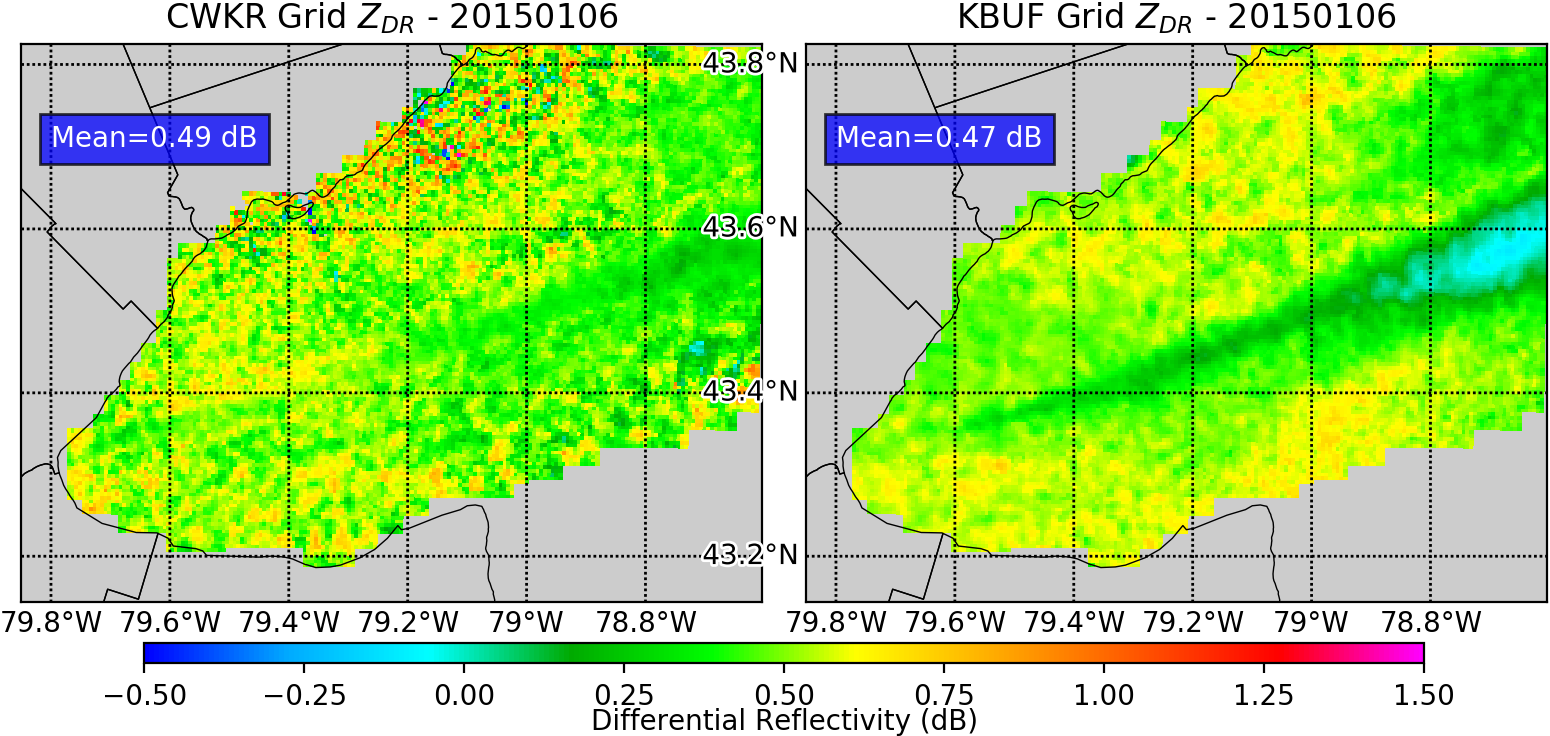 CWKR Grid Z_DR - 20150106
KBUF Grid Z_DR - 20150106
43.8°N
Mean=0.49 dB
Mean=0.47 dB
43.6°N
43.4°N
43.2°N
79.8°W 79.6°W 79.4°W 79.2°W 79°W 78.8°W
79.8°W 79.6°W 79.4°W 79.2°W 79°W 78.8°W
−0.50 −0.25 0.00 0.25 0.50 0.75 1.00 1.25 1.50
Differential Reflectivity (dB)